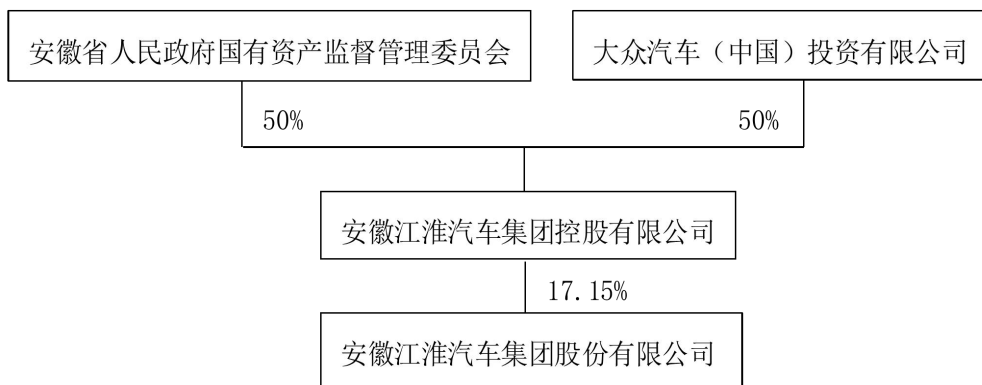 安徽省人民政府国有资产监督管理委员会
大众汽车（中国）投资有限公司
50%
50%
安徽江淮汽车集团控股有限公司
17.15%
安徽江淮汽车集团股份有限公司